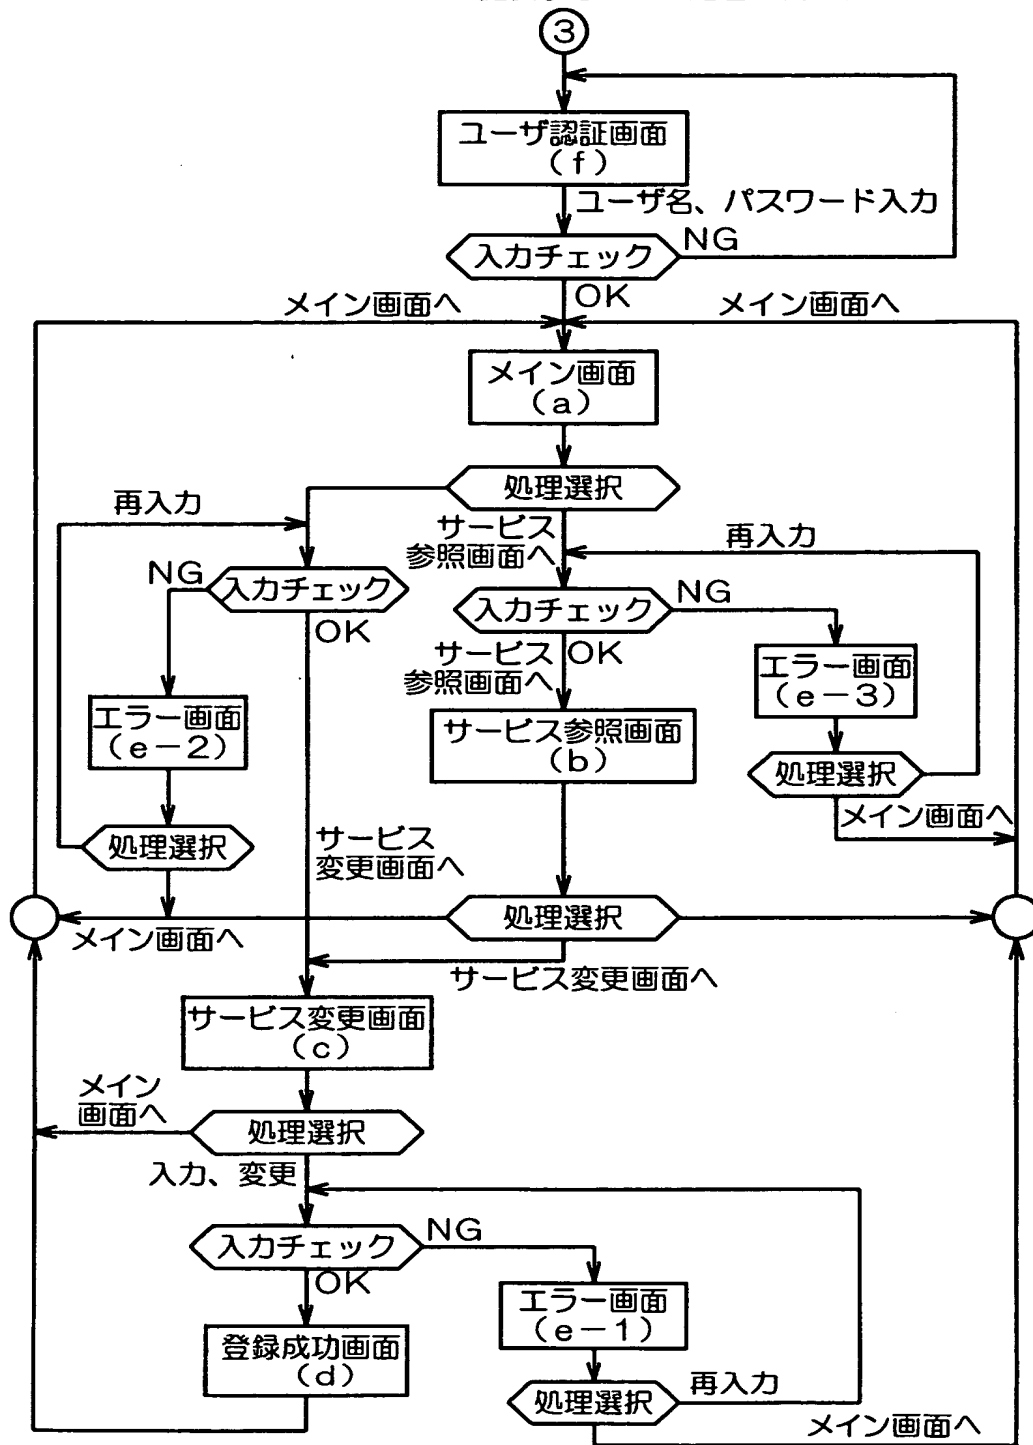 ③
ユーザ認証画面
(f)
ユーザ名、パスワード入力
入力チェック
NG
OK
メイン画面へ
メイン画面へ
メイン画面
(a)
処理選択
再入力
サービス
参照画面へ
再入力
NG
入力チェック
OK
入力チェック
NG
サービス
参照画面へ
OK
エラー画面
(e-3)
エラー画面
(e-2)
サービス参照画面
(b)
処理選択
メイン画面へ
処理選択
サービス
変更画面へ
処理選択
メイン画面へ
サービス変更画面へ
サービス変更画面
(c)
メイン
画面へ
処理選択
入力、変更
入力チェック
NG
OK
エラー画面
(e-1)
登録成功画面
(d)
処理選択
再入力
メイン画面へ